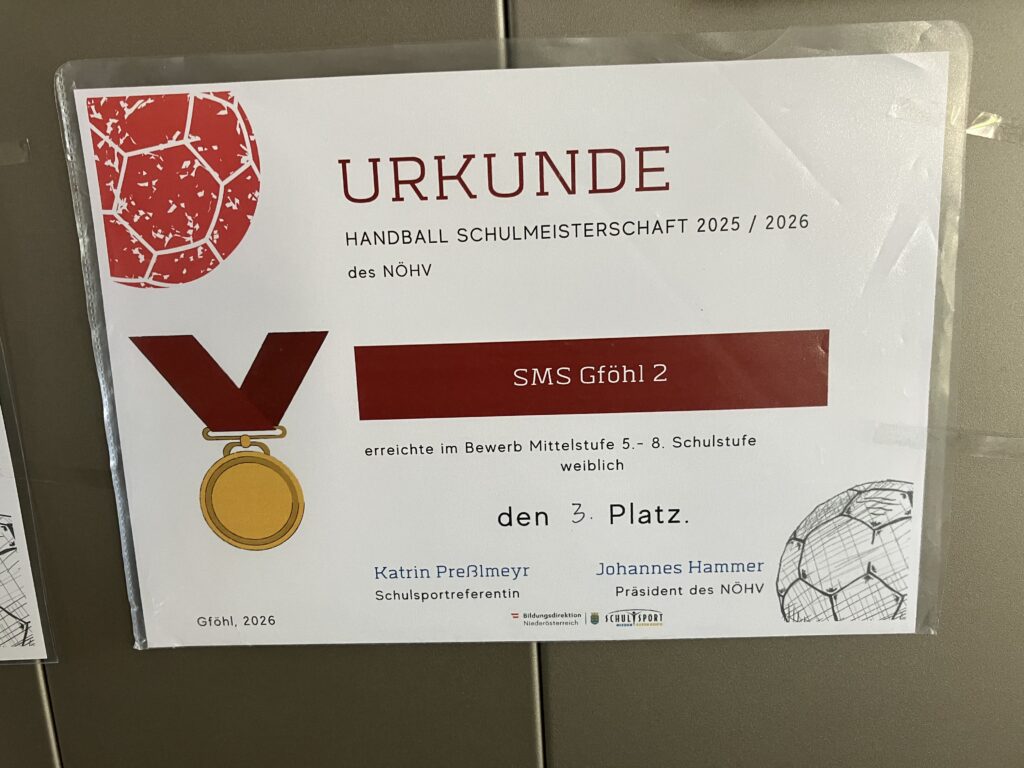 URKUNDE
HANDBALL SCHULMEISTERSCHAFT 2025 / 2026
des NÖHV
SMS Gföhl 2
erreichte im Bewerb Mittelstufe 5.- 8. Schulstufe
weiblich
den 3. Platz.
Katrin Preßlmeyr
Schulsportreferentin
Johannes Hammer
Präsident des NÖHV
Gföhl, 2026
Bildungsdirektion
Niederösterreich
SCHULSPORT